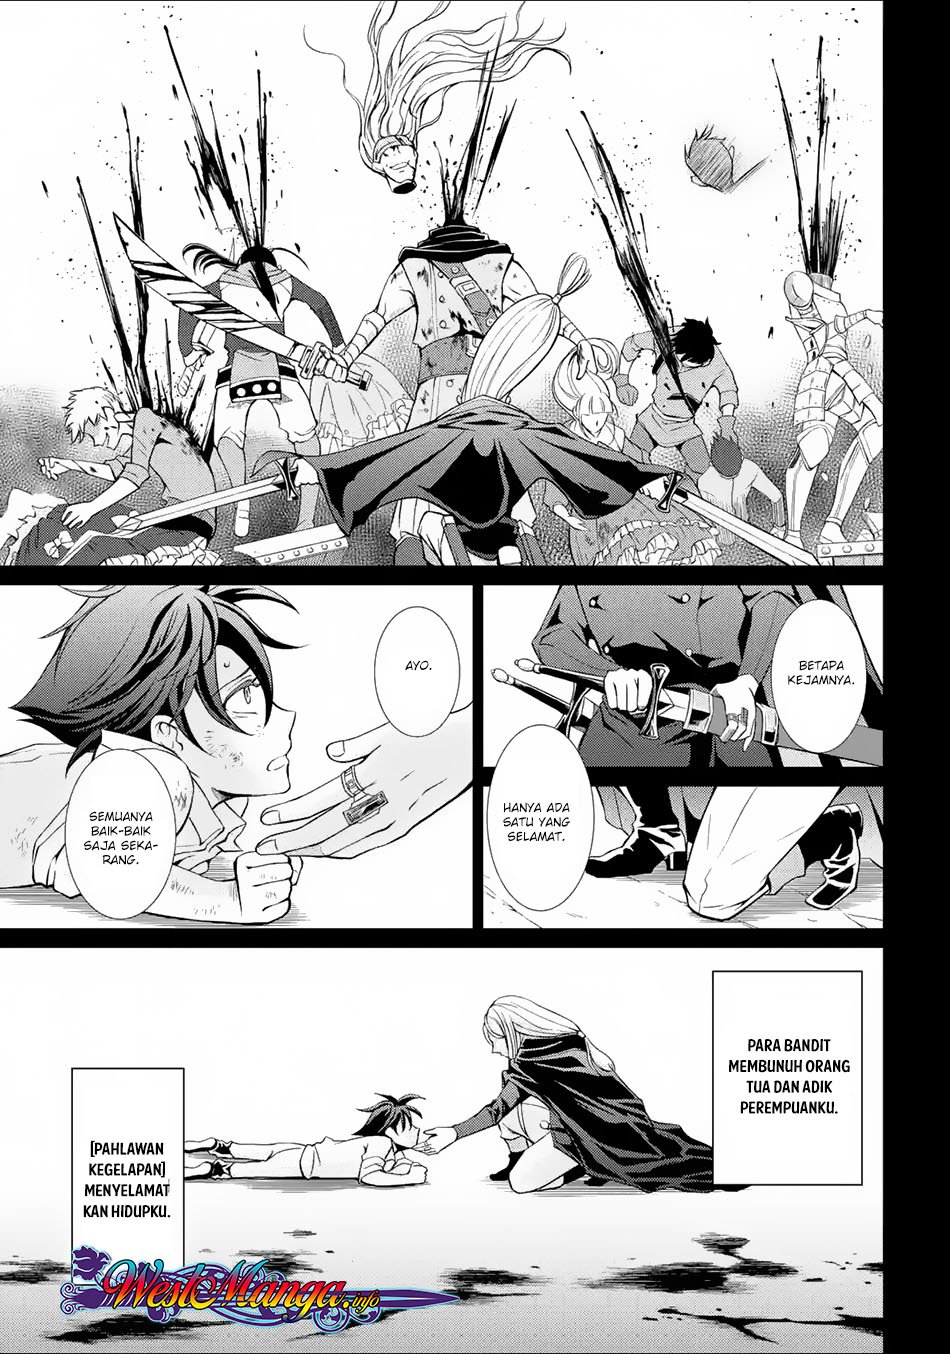 BETAPA
KEJAMNYA.
HANYA ADA
SATU YANG
SELAMAT.
AYO.
SEMUANYA
BAIK-BAIK
SAJA SEKA-
RANG.
PARA BANDIT
MEMBUNUH ORANG
TUA DAN ADIK
PEREMPUANKU.
[PAHLAWAN
KEGELAPAN]
MENYELAMAT
KAN HIDUPKU.
WestManga.info